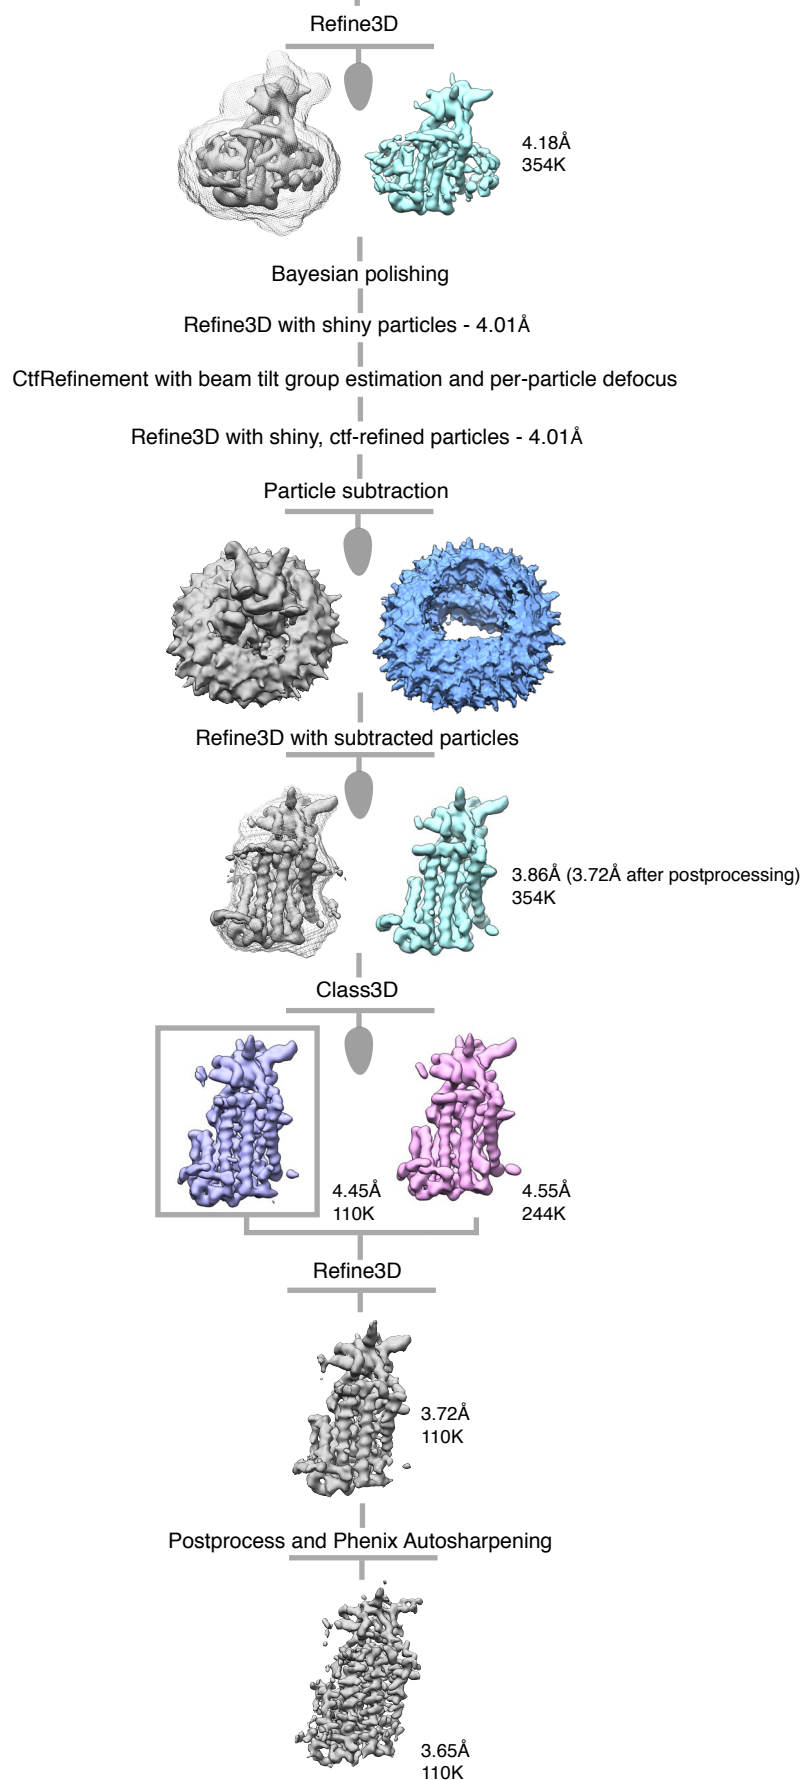 Refine3D
4.18Å
354K
Bayesian polishing
Refine3D with shiny particles - 4.01Å
CtfRefinement with beam tilt group estimation and per-particle defocus
Refine3D with shiny, ctf-refined particles - 4.01Å
Particle subtraction
Refine3D with subtracted particles
3.86Å (3.72Å after postprocessing)
354K
Class3D
4.45Å
110K
4.55Å
244K
Refine3D
3.72Å
110K
Postprocess and Phenix Autosharpening
3.65Å
110K